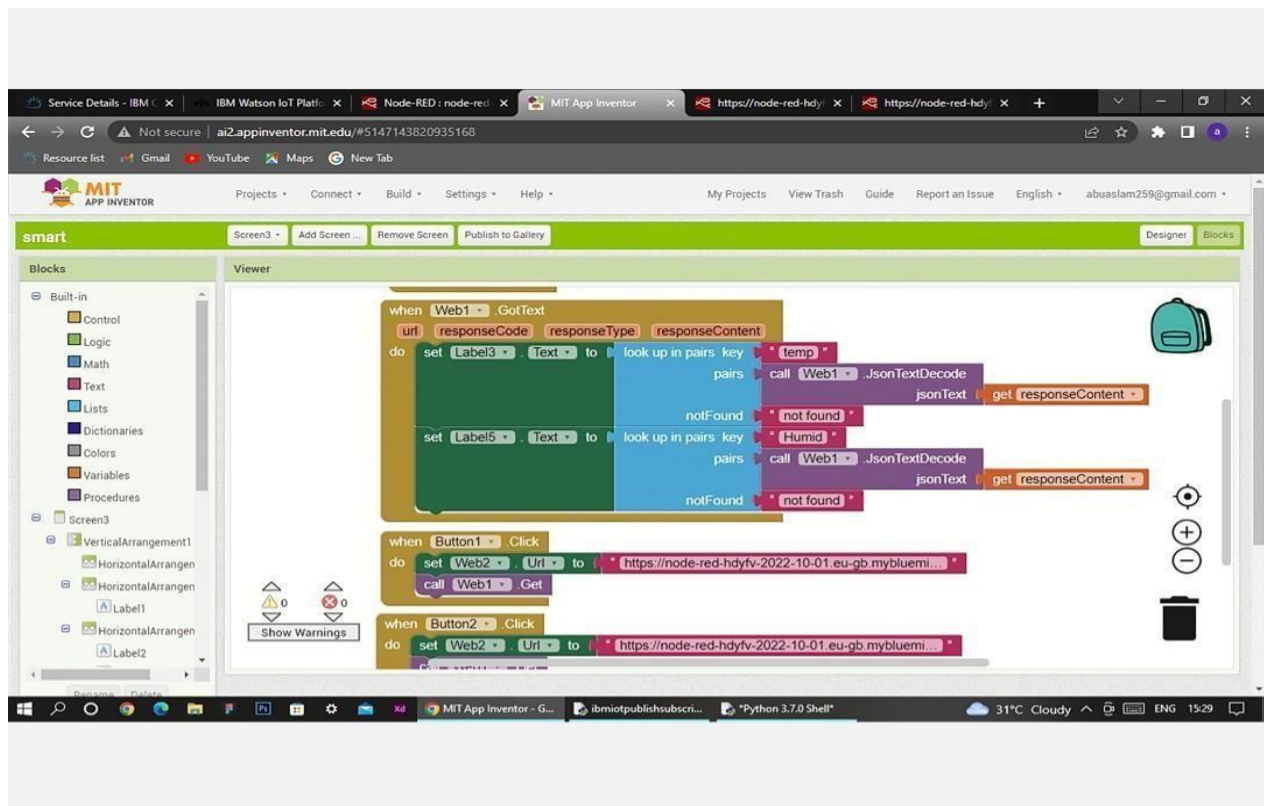 Service Details - IBM C
IBM Watson IoT Platfo
Node-RED : node-red
MIT App Inventor
https://node-red-hdy
https://node-red-hdy
Not secure | ai2.appinventor.mit.edu/#5147143820935168
a
Resource list Gmail YouTube Maps New Tab
MIT
APP INVENTOR
Projects Connect Build Settings Help My Projects View Trash Guide Report an Issue English abuaslam259@gmail.com
smart Screen3 Add Screen ... Remove Screen Publish to Gallery Designer Blocks
Blocks Viewer
Built-in
Control
Logic
Math
Text
Lists
Dictionaries
Colors
Variables
Procedures
Screen3
VerticalArrangement1
HorizontalArrangen
HorizontalArrangen
Label1
HorizontalArrangen
Label2
Rename Delete
when Web1 .GotText
url responseCode responseType responseContent
do set Label3 . Text to look up in pairs key " temp "
pairs call Web1 .JsonTextDecode
jsonText get responseContent
notFound " not found "
set Label5 . Text to look up in pairs key " Humid "
pairs call Web1 .JsonTextDecode
jsonText get responseContent
notFound " not found "
when Button1 .Click
do set Web2 . Url to " https://node-red-hdyfv-2022-10-01.eu-gb.mybluemi... "
call Web1 .Get
when Button2 .Click
do set Web2 . Url to " https://node-red-hdyfv-2022-10-01.eu-gb.mybluemi... "
0 0
Show Warnings
Ps Xd MIT App Inventor - G... ibmiotpublishsubscri... *Python 3.7.0 Shell* 31°C Cloudy ENG 15:29